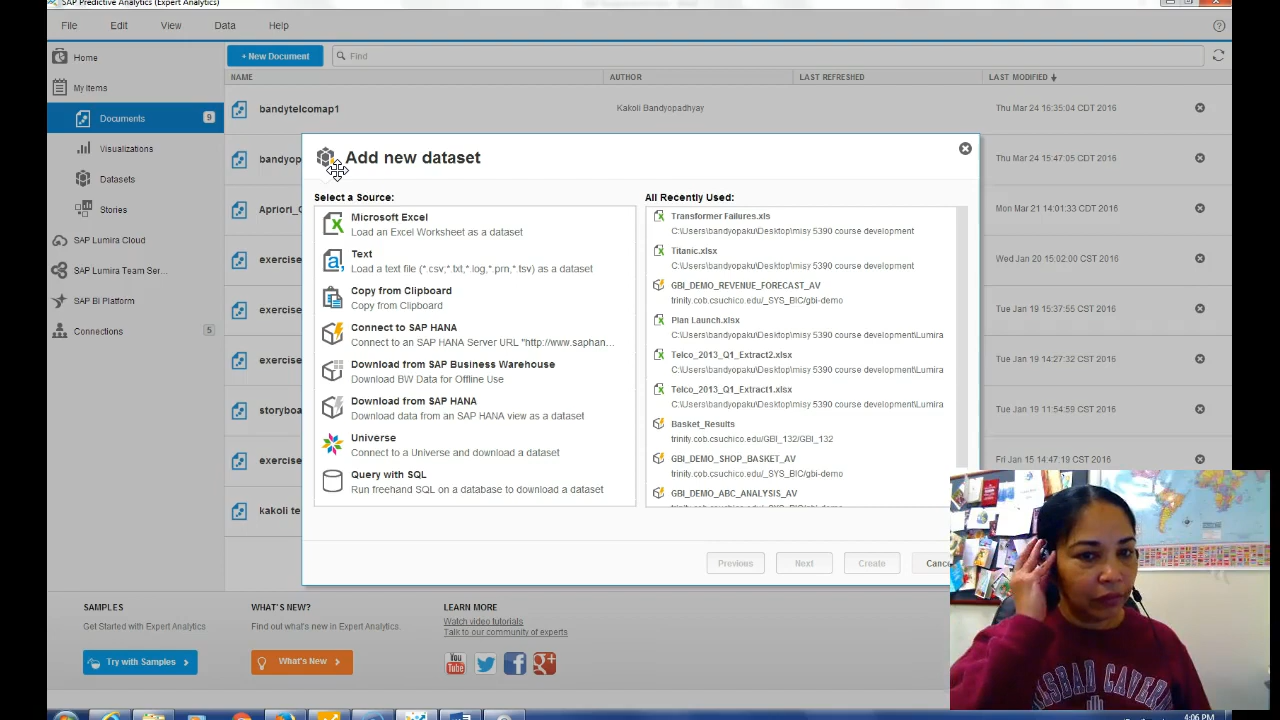 SAP Predictive Analytics (Expert Analytics)
File Edit View Data Help
Home
My Items
Documents 9
Visualizations
Datasets
Stories
SAP Lumira Cloud
SAP Lumira Team Ser...
SAP BI Platform
Connections 5
+ New Document Find
NAME AUTHOR LAST REFRESHED LAST MODIFIED
bandytelcomap1 Kakoli Bandyopadhyay Thu Mar 24 16:35:04 CDT 2016
bandyop Thu Mar 24 15:47:05 CDT 2016
Apriori_ Mon Mar 21 14:01:33 CDT 2016
exercise Wed Jan 20 15:02:00 CST 2016
exercise Tue Jan 19 15:37:55 CST 2016
exercise Tue Jan 19 14:27:32 CST 2016
storyboa Tue Jan 19 11:54:59 CST 2016
exercise Fri Jan 15 14:47:19 CST 2016
kakoli te
Add new dataset
Select a Source:
Microsoft Excel
Load an Excel Worksheet as a dataset
Text
Load a text file (*.csv,*.txt,*.log,*.prn,*.tsv) as a dataset
Copy from Clipboard
Copy from Clipboard
Connect to SAP HANA
Connect to an SAP HANA Server URL "http://www.saphan...
Download from SAP Business Warehouse
Download BW Data for Offline Use
Download from SAP HANA
Download data from an SAP HANA view as a dataset
Universe
Connect to a Universe and download a dataset
Query with SQL
Run freehand SQL on a database to download a dataset
All Recently Used:
Transformer Failures.xls
C:\Users\bandyopaku\Desktop\misy 5390 course development
Titanic.xlsx
C:\Users\bandyopaku\Desktop\misy 5390 course development
GBI_DEMO_REVENUE_FORECAST_AV
trinity.cob.csuchico.edu/_SYS_BIC/gbi-demo
Plan Launch.xlsx
C:\Users\bandyopaku\Desktop\misy 5390 course development\Lumira
Telco_2013_Q1_Extract2.xlsx
C:\Users\bandyopaku\Desktop\misy 5390 course development\Lumira
Telco_2013_Q1_Extract1.xlsx
C:\Users\bandyopaku\Desktop\misy 5390 course development\Lumira
Basket_Results
trinity.cob.csuchico.edu/GBI_132/GBI_132
GBI_DEMO_SHOP_BASKET_AV
trinity.cob.csuchico.edu/_SYS_BIC/gbi-demo
GBI_DEMO_ABC_ANALYSIS_AV
Previous Next Create Cance
SAMPLES
Get Started with Expert Analytics
Try with Samples
WHAT'S NEW?
Find out what's new in Expert Analytics.
What's New
LEARN MORE
Watch video tutorials
Talk to our community of experts
You Tube
LSBAD CAVER
4:06 PM